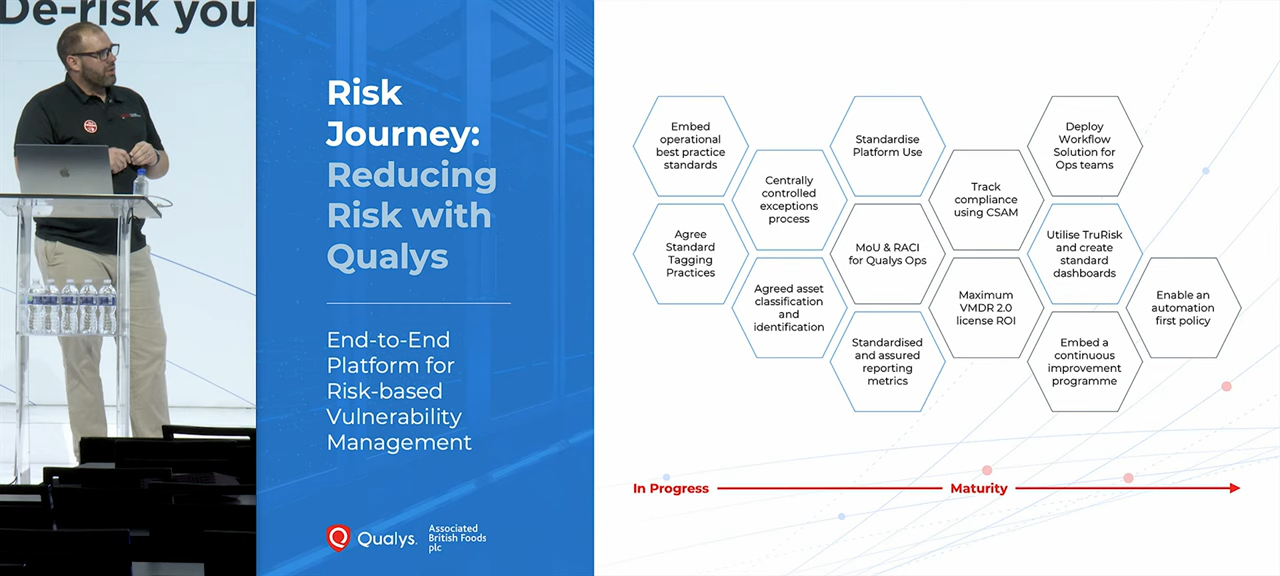 De-risk you
Risk
Journey:
Reducing
Risk with
Qualys
End-to-End
Platform for
Risk-based
Vulnerability
Management
Qualys.
Associated
British Foods
plc
Embed
operational
best practice
standards
Agree
Standard
Tagging
Practices
Centrally
controlled
exceptions
process
Agreed asset
classification
and
identification
Standardise
Platform Use
MoU & RACI
for Qualys Ops
Standardised
and assured
reporting
metrics
Track
compliance
using CSAM
Maximum
VMDR 2.0
license ROI
Deploy
Workflow
Solution for
Ops teams
Utilise TruRisk
and create
standard
dashboards
Embed a
continuous
improvement
programme
Enable an
automation
first policy
In Progress
Maturity